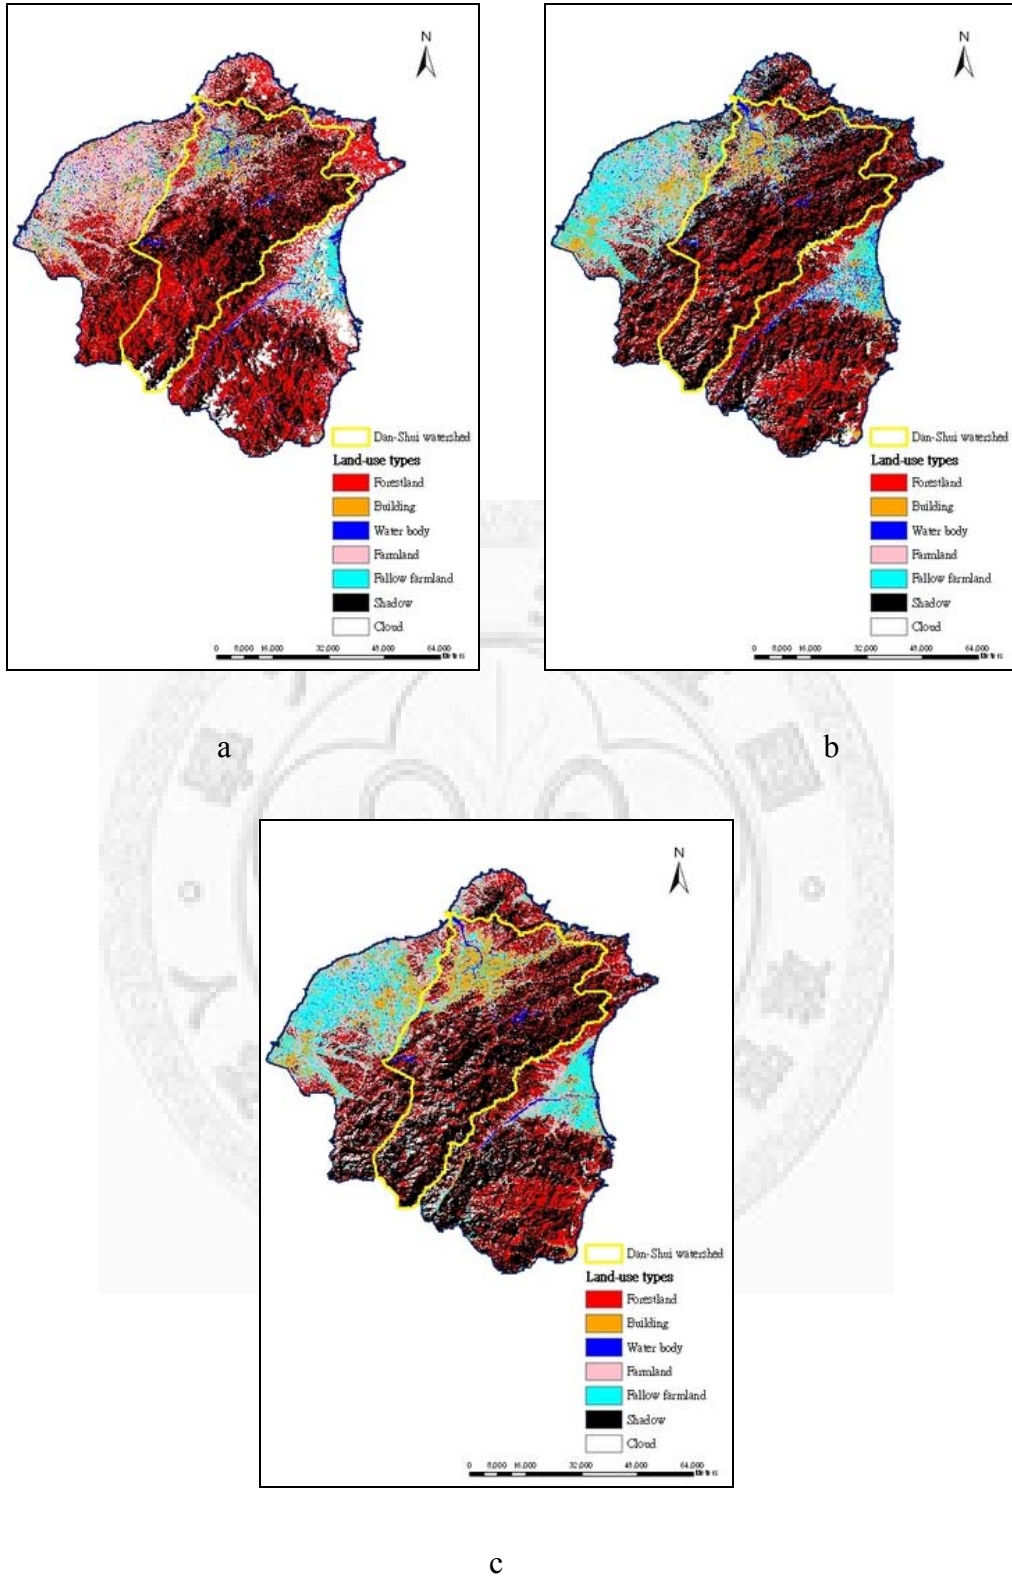 N
Dan-Shui watershed
Land-use types
Forestland
Building
Water body
Farmland
Fallow farmland
Shadow
Cloud
0 8,000 16,000 32,000 48,000 64,000
a
N
Dan-Shui watershed
Land-use types
Forestland
Building
Water body
Farmland
Fallow farmland
Shadow
Cloud
0 8,000 16,000 32,000 48,000 64,000
b
N
Dan-Shui watershed
Land-use types
Forestland
Building
Water body
Farmland
Fallow farmland
Shadow
Cloud
0 8,000 16,000 32,000 48,000 64,000
c